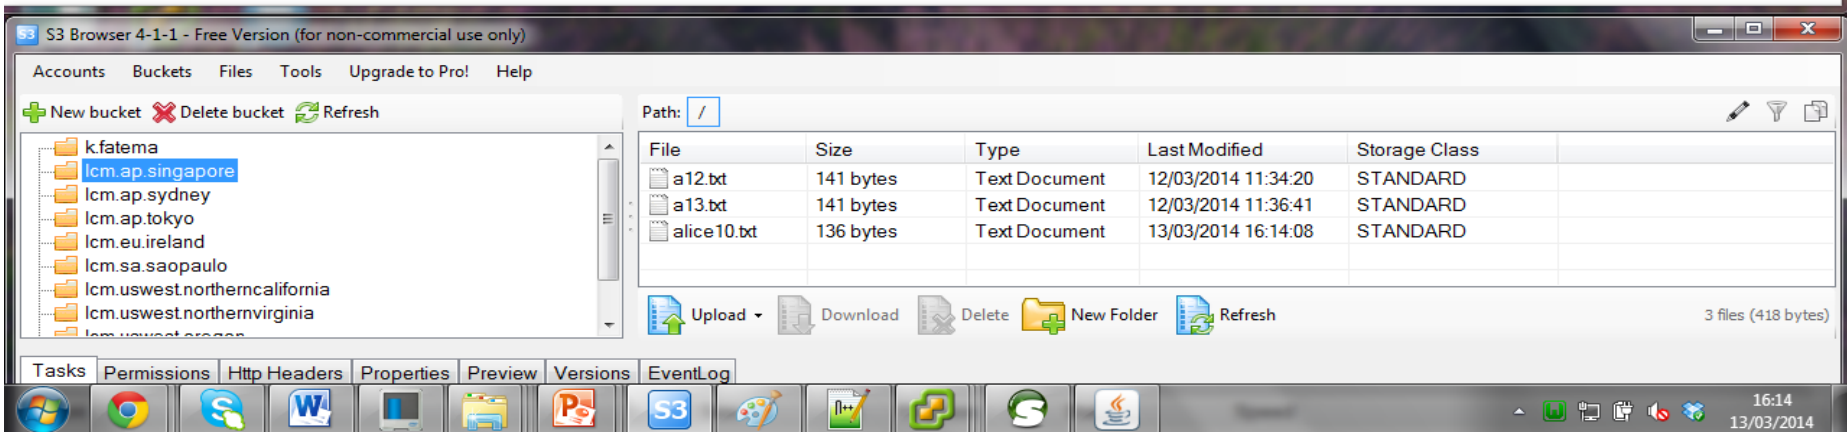 S3 S3 Browser 4-1-1 - Free Version (for non-commercial use only)
Accounts Buckets Files Tools Upgrade to Pro! Help
New bucket Delete bucket Refresh
k.fatema
lcm.ap.singapore
lcm.ap.sydney
lcm.ap.tokyo
lcm.eu.ireland
lcm.sa.saopaulo
lcm.uswest.northerncalifornia
lcm.uswest.northernvirginia
lcm.uswest.oregon
Path: /
File Size Type Last Modified Storage Class
a12.txt 141 bytes Text Document 12/03/2014 11:34:20 STANDARD
a13.txt 141 bytes Text Document 12/03/2014 11:36:41 STANDARD
alice10.txt 136 bytes Text Document 13/03/2014 16:14:08 STANDARD
Upload Download Delete New Folder Refresh 3 files (418 bytes)
Tasks Permissions Http Headers Properties Preview Versions EventLog
S W P S3 n++ S
16:14
13/03/2014